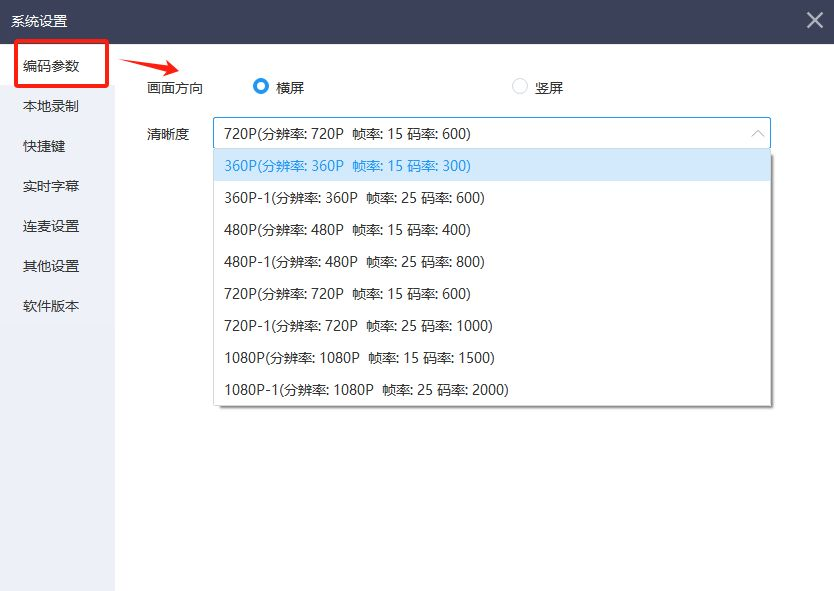 系统设置
编码参数
本地录制
快捷键
实时字幕
连麦设置
其他设置
软件版本
画面方向 横屏 竖屏
清晰度 720P(分辨率: 720P 帧率: 15 码率: 600)
360P(分辨率: 360P 帧率: 15 码率: 300)
360P-1(分辨率: 360P 帧率: 25 码率: 600)
480P(分辨率: 480P 帧率: 15 码率: 400)
480P-1(分辨率: 480P 帧率: 25 码率: 800)
720P(分辨率: 720P 帧率: 15 码率: 600)
720P-1(分辨率: 720P 帧率: 25 码率: 1000)
1080P(分辨率: 1080P 帧率: 15 码率: 1500)
1080P-1(分辨率: 1080P 帧率: 25 码率: 2000)